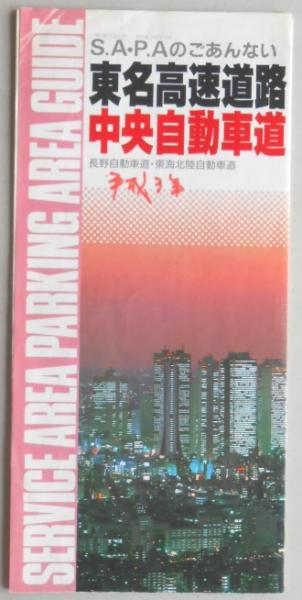 S.A・P.Aのごあんない
東名高速道路
中央自動車道
長野自動車道・東海北陸自動車道
平成3年
SERVICE AREA PARKING AREA GUIDE